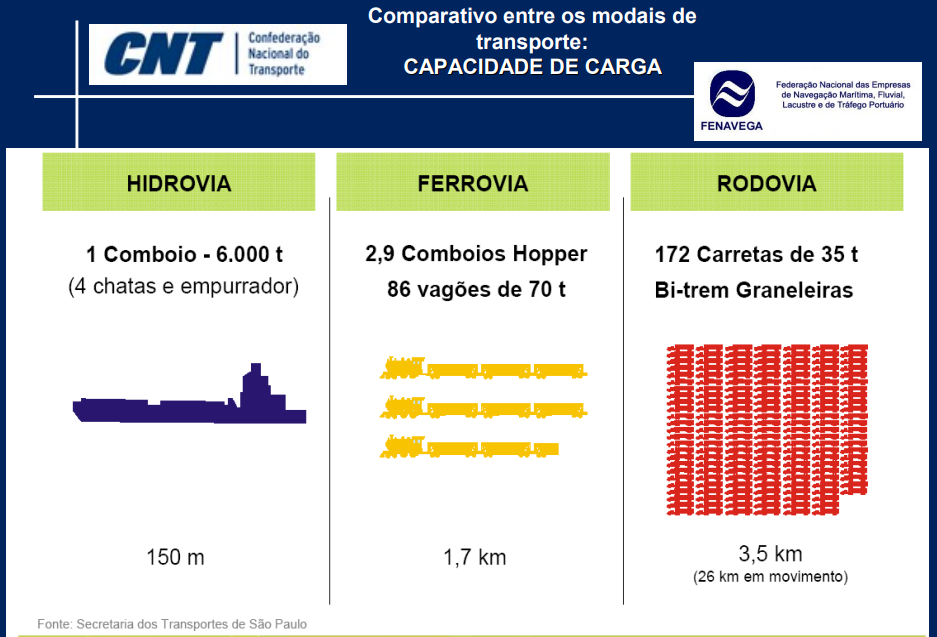 Comparativo entre os modais de
transporte:
CAPACIDADE DE CARGA
CNT
Confederação
Nacional do
Transporte
FENAVEGA
Federação Nacional das Empresas
de Navegação Marítima, Fluvial,
Lacustre e de Tráfego Portuário
HIDROVIA
1 Comboio - 6.000 t
(4 chatas e empurrador)
150 m
FERROVIA
2,9 Comboios Hopper
86 vagões de 70 t
1,7 km
RODOVIA
172 Carretas de 35 t
Bi-trem Graneleiras
3,5 km
(26 km em movimento)
Fonte: Secretaria dos Transportes de São Paulo